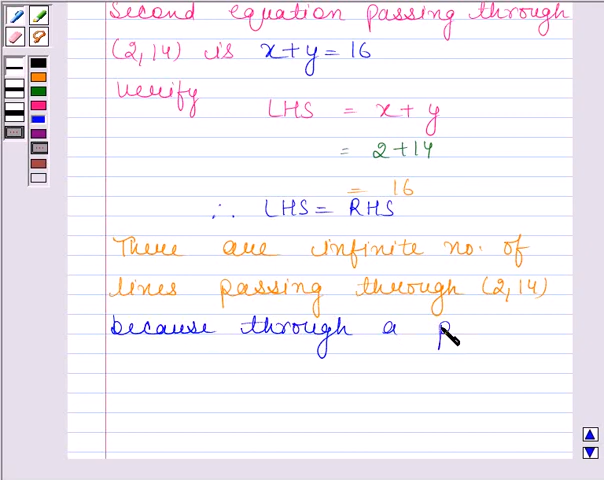 Second equation passing through
(2,14) is x+y=16
Verify
LHS = x+y
= 2+14
= 16
∴ LHS = RHS
There are infinite no. of
lines passing through (2,14)
because through a p